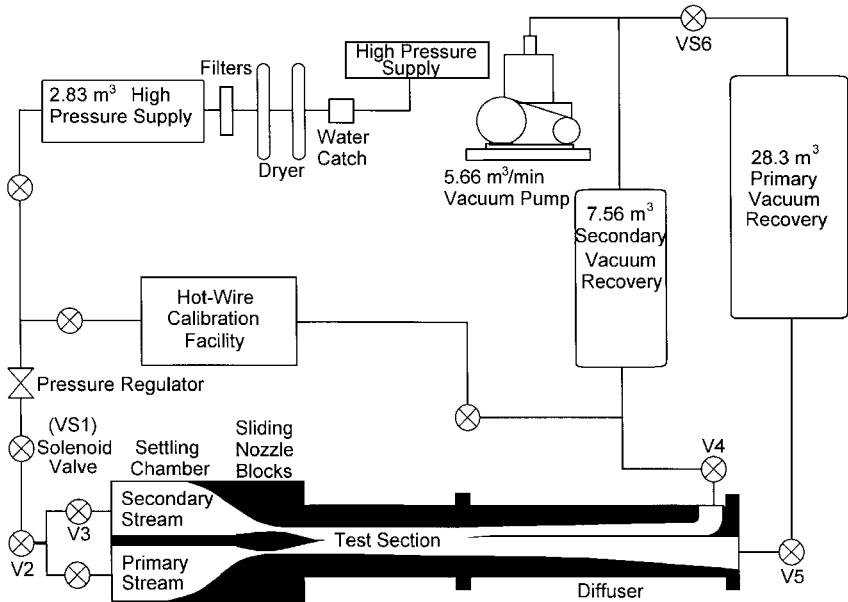 High Pressure
Supply
VS6
Filters
2.83 m³ High
Pressure Supply
Water
Catch
Dryer
5.66 m³/min
Vacuum Pump
28.3 m³
Primary
Vacuum
Recovery
7.56 m³
Secondary
Vacuum
Recovery
Hot-Wire
Calibration
Facility
Pressure Regulator
(VS1)
Solenoid
Valve
Settling
Chamber
Sliding
Nozzle
Blocks
V4
Secondary
Stream
V3
Test Section
V2
Primary
Stream
V5
Diffuser